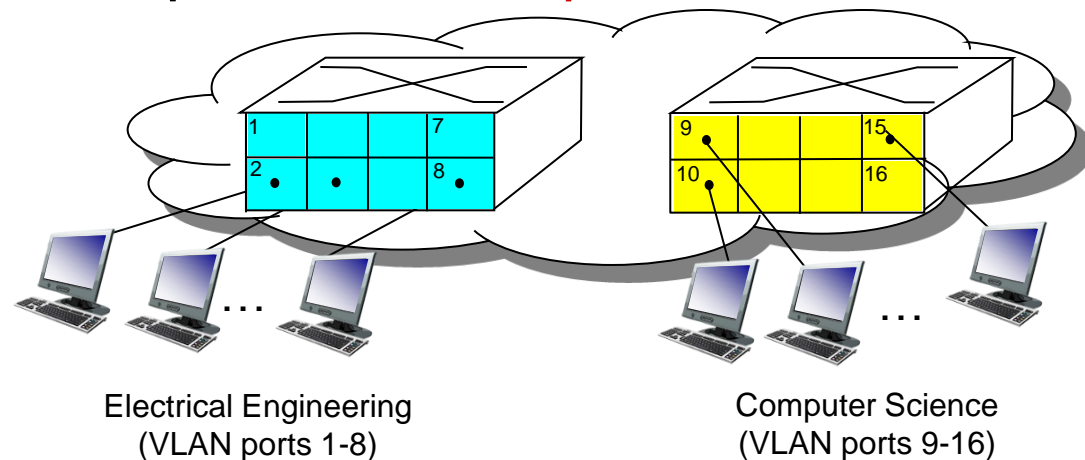 1 7
2 8
9 15
10 16
... ...
Electrical Engineering
(VLAN ports 1-8)
Computer Science
(VLAN ports 9-16)